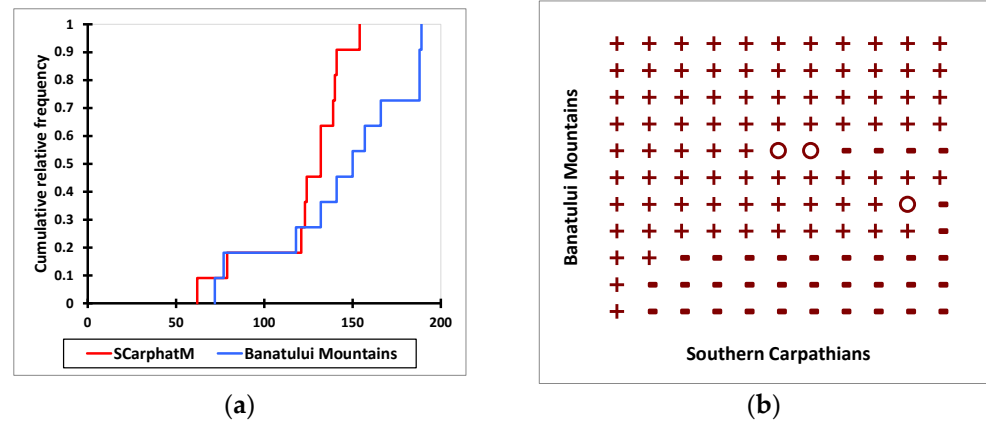 Cumulative relative frequency
1
0.9
0.8
0.7
0.6
0.5
0.4
0.3
0.2
0.1
0
0 50 100 150 200
SCarphatM Banatului Mountains
(a)
Banatului Mountains
+ + + + + + + + + + +
+ + + + + + + + + + +
+ + + + + + + + + + +
+ + + + + + + + + + +
+ + + + + o o - - - -
+ + + + + + + + + + +
+ + + + + + + + + o -
+ + + + + + + + + + -
+ + - - - - - - - - -
+ - - - - - - - - - -
+ - - - - - - - - - -
Southern Carpathians
(b)